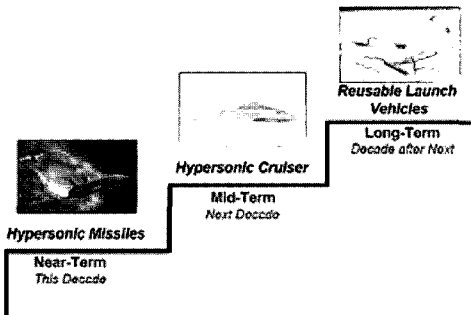 Reusable Launch
Vehicles
Long-Term
Decade after Next
Hypersonic Cruiser
Mid-Term
Next Decade
Hypersonic Missiles
Near-Term
This Decade